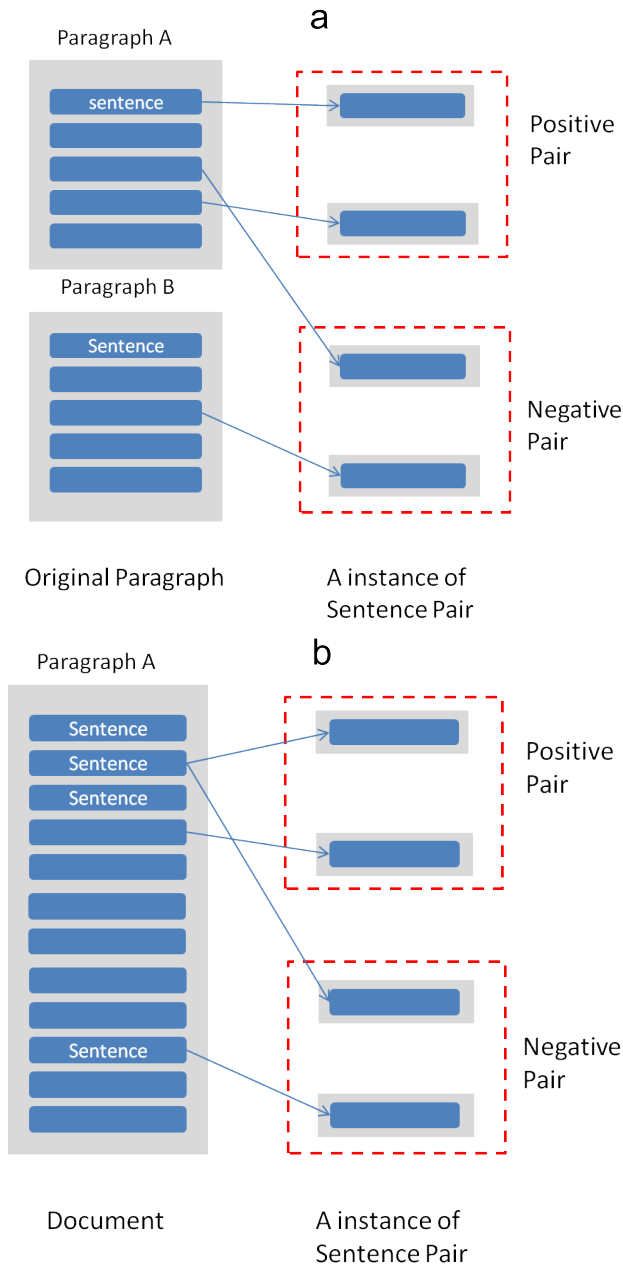 a
Paragraph A
sentence
Positive
Pair
Paragraph B
Sentence
Negative
Pair
Original Paragraph
A instance of
Sentence Pair
b
Paragraph A
Sentence
Sentence
Sentence
Positive
Pair
Sentence
Negative
Pair
Document
A instance of
Sentence Pair